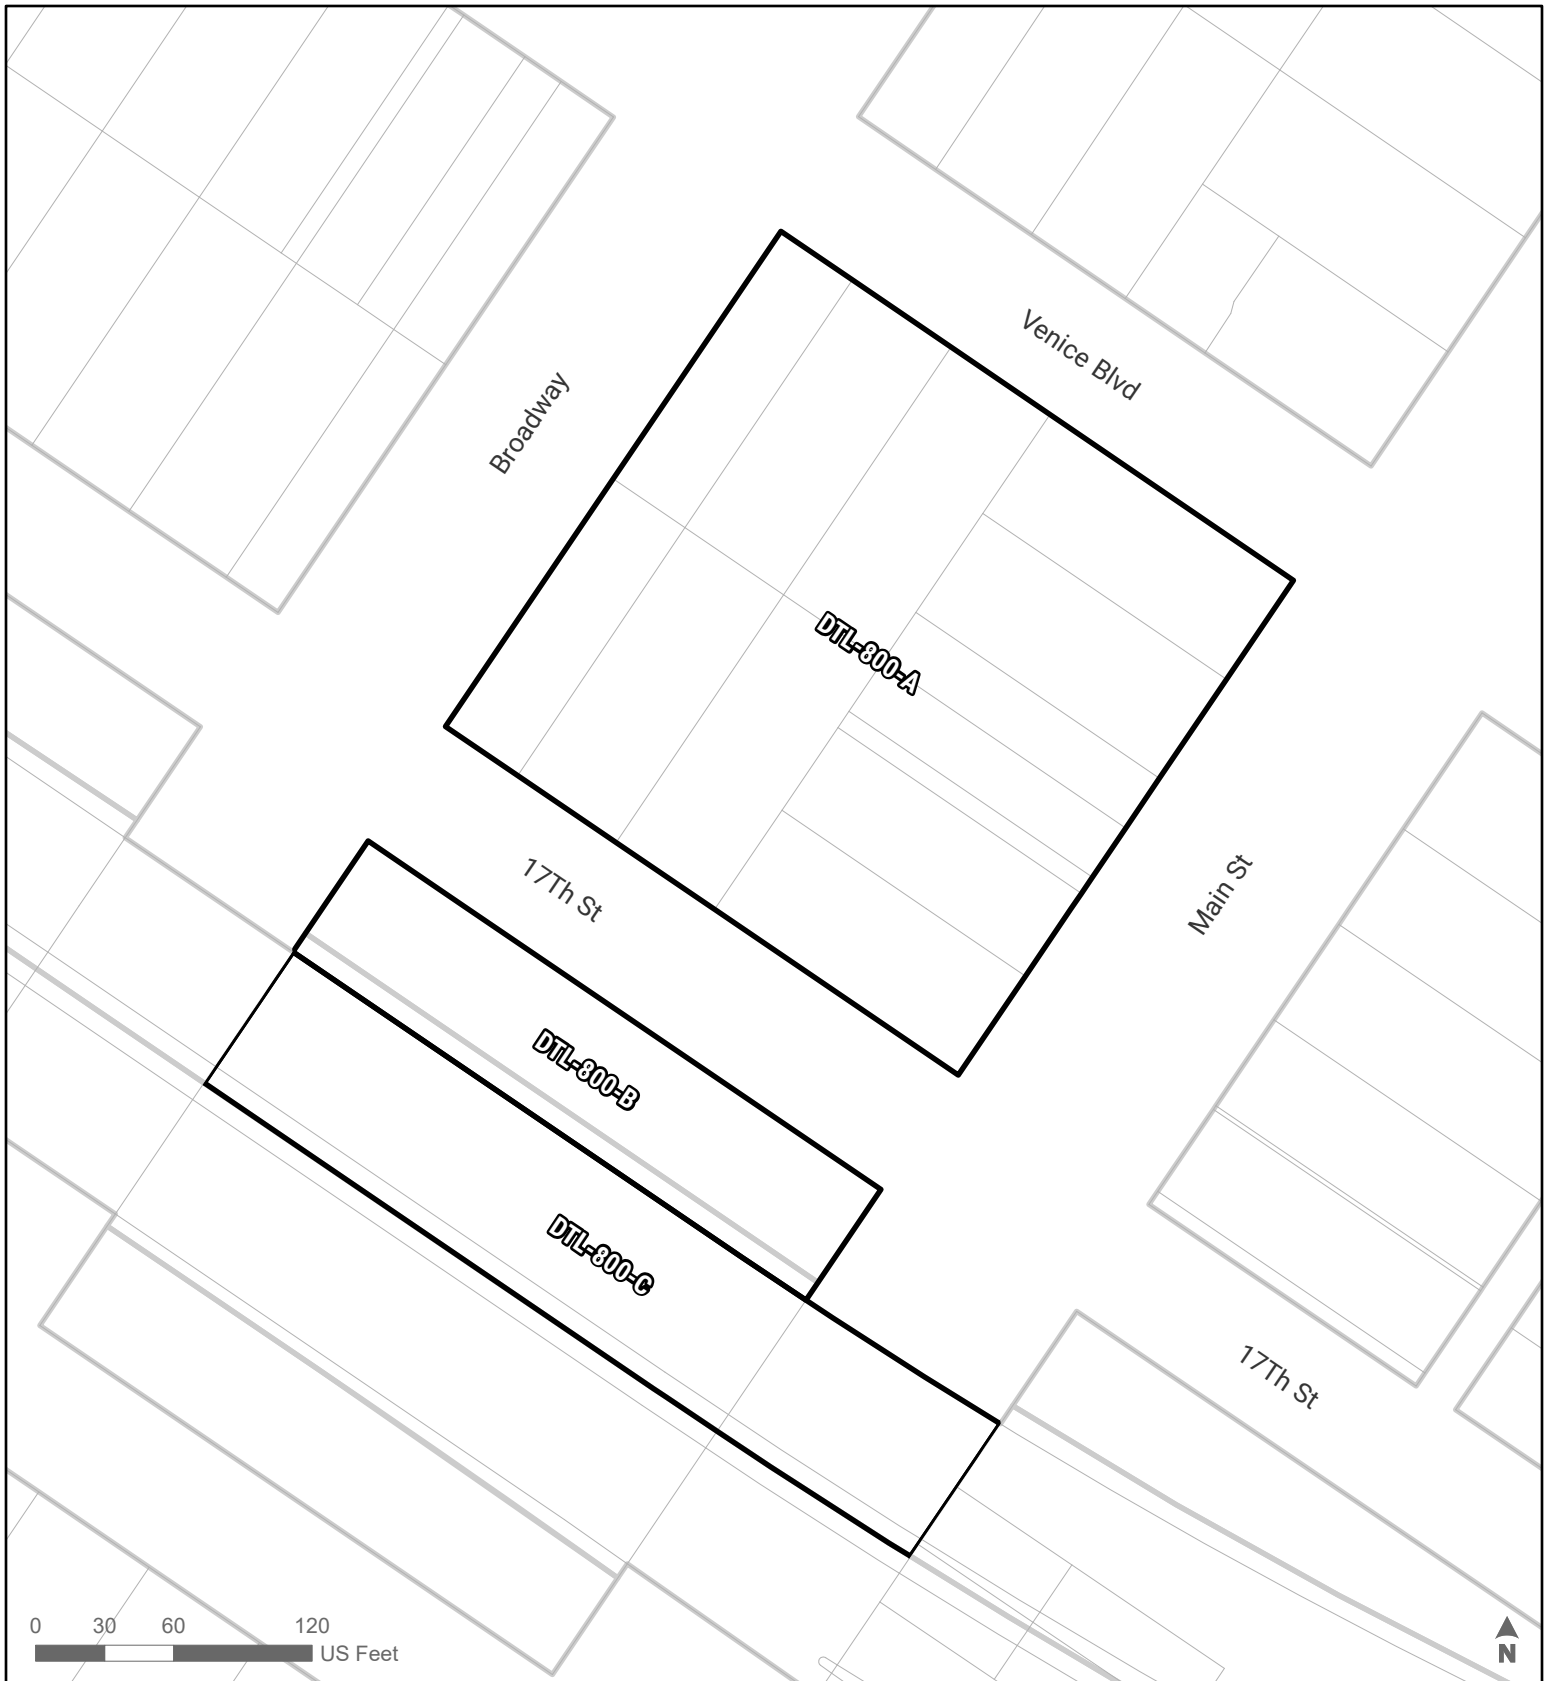 Venice Blvd
Broadway
DTL-800-A
17Th St
Main St
DTL-800-B
DTL-800-C
17Th St
0 30 60 120
US Feet
N